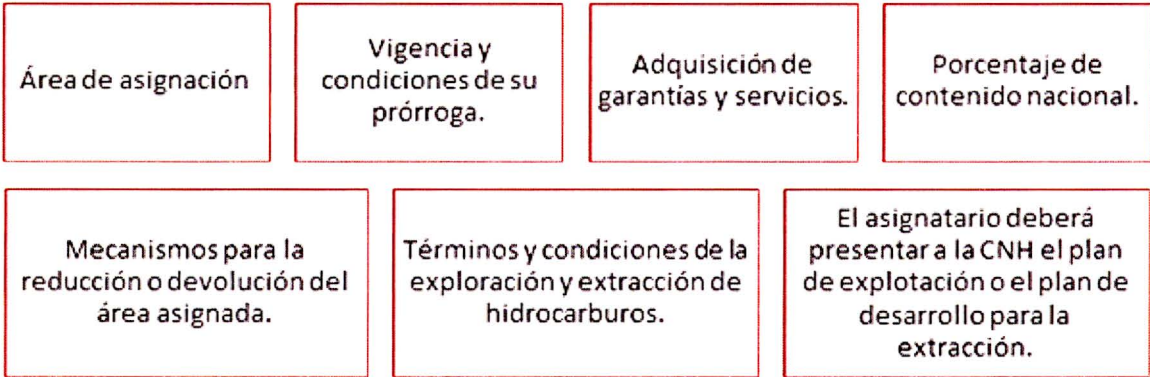 Área de asignación
Vigencia y
condiciones de su
prórroga.
Adquisición de
garantías y servicios.
Porcentaje de
contenido nacional.
Mecanismos para la
reducción o devolución del
área asignada.
Términos y condiciones de la
exploración y extracción de
hidrocarburos.
El asignatario deberá
presentar a la CNH el plan
de explotación o el plan de
desarrollo para la
extracción.